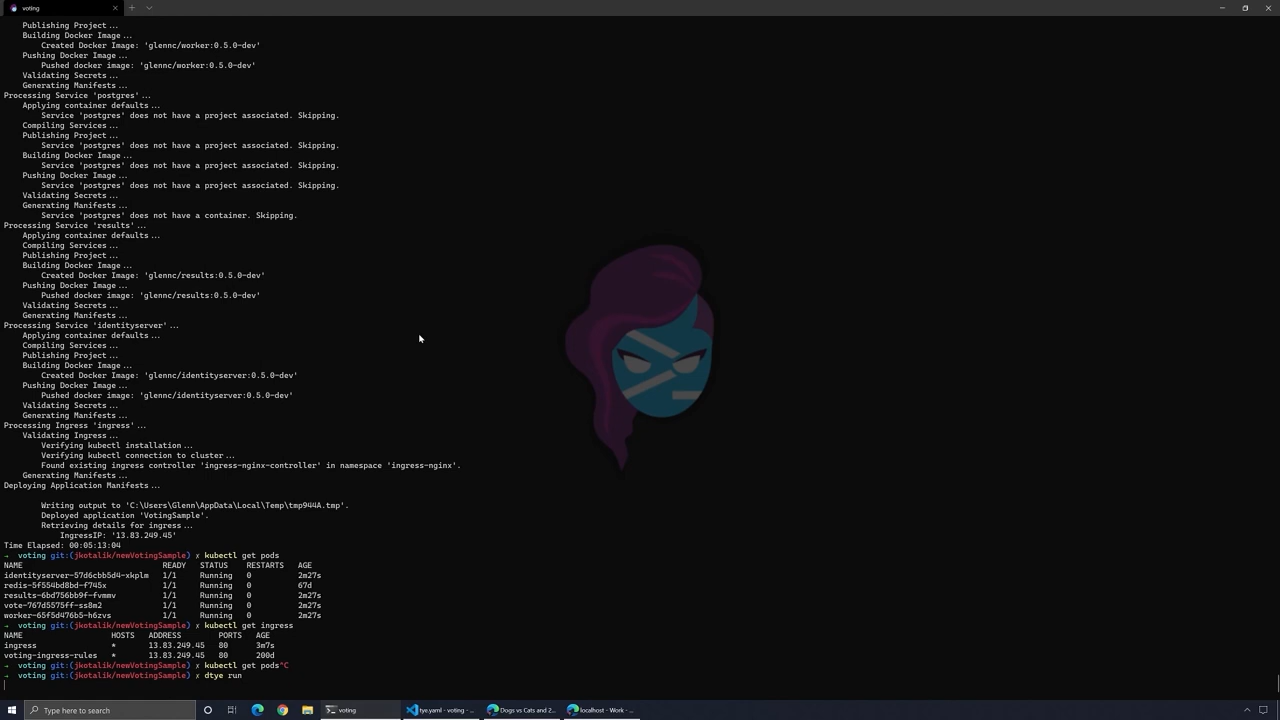 voting
Publishing Project...
Building Docker Image...
Created Docker Image: 'glennc/worker:0.5.0-dev'
Pushing Docker Image...
Pushed docker image: 'glennc/worker:0.5.0-dev'
Validating Secrets...
Generating Manifests...
Processing Service 'postgres'...
Applying container defaults...
Service 'postgres' does not have a project associated. Skipping.
Compiling Services...
Publishing Project...
Service 'postgres' does not have a project associated. Skipping.
Building Docker Image...
Service 'postgres' does not have a project associated. Skipping.
Pushing Docker Image...
Service 'postgres' does not have a project associated. Skipping.
Validating Secrets...
Generating Manifests...
Service 'postgres' does not have a container. Skipping.
Processing Service 'results'...
Applying container defaults...
Compiling Services...
Publishing Project...
Building Docker Image...
Created Docker Image: 'glennc/results:0.5.0-dev'
Pushing Docker Image...
Pushed docker image: 'glennc/results:0.5.0-dev'
Validating Secrets...
Generating Manifests...
Processing Service 'identityserver'...
Applying container defaults...
Compiling Services...
Publishing Project...
Building Docker Image...
Created Docker Image: 'glennc/identityserver:0.5.0-dev'
Pushing Docker Image...
Pushed docker image: 'glennc/identityserver:0.5.0-dev'
Validating Secrets...
Generating Manifests...
Processing Ingress 'ingress'...
Validating Ingress...
Verifying kubectl installation...
Verifying kubectl connection to cluster...
Found existing ingress controller 'ingress-nginx-controller' in namespace 'ingress-nginx'.
Generating Manifests...
Deploying Application Manifests...
Writing output to 'C:\Users\Glenn\AppData\Local\Temp\tmp944A.tmp'.
Deployed application 'VotingSample'.
Retrieving details for ingress...
IngressIP: '13.83.249.45'
Time Elapsed: 00:05:13:04
→ voting git:(jkotalik/newVotingSample) ✗ kubectl get pods
NAME READY STATUS RESTARTS AGE
identityserver-57d6cbb5d4-xkplm 1/1 Running 0 2m27s
redis-5f554bd8bd-f745x 1/1 Running 0 67d
results-6bd756bb9f-fvmmv 1/1 Running 0 2m27s
vote-767d5575ff-ss8m2 1/1 Running 0 2m27s
worker-65f5d476b5-h6zvs 1/1 Running 0 2m27s
→ voting git:(jkotalik/newVotingSample) ✗ kubectl get ingress
NAME HOSTS ADDRESS PORTS AGE
ingress * 13.83.249.45 80 3m7s
voting-ingress-rules * 13.83.249.45 80 200d
→ voting git:(jkotalik/newVotingSample) ✗ kubectl get pods^C
→ voting git:(jkotalik/newVotingSample) ✗ dtye run
Type here to search
voting
tye.yaml - voting - ...
Dogs vs Cats and 2...
localhost - Work - ...